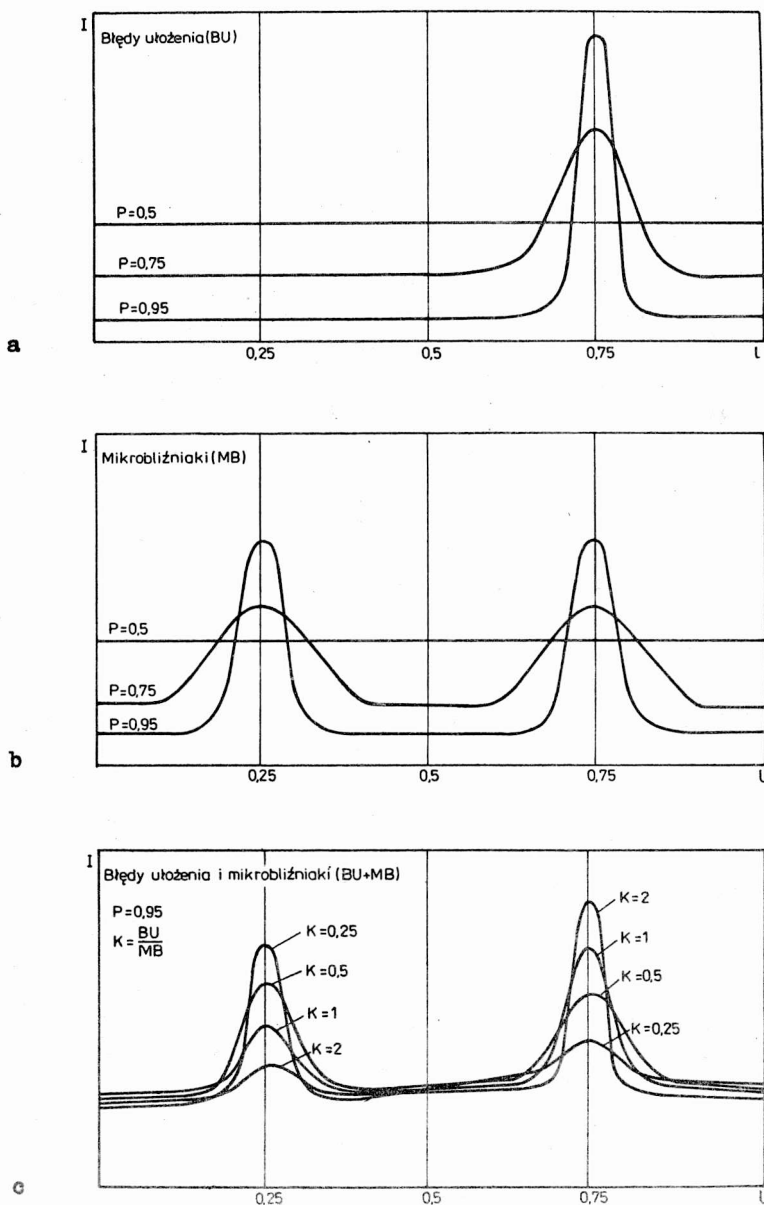 I
Błędy ułożenia (BU)
P=0,5
P=0,75
P=0,95
a
0,25 0,5 0,75 l
I
Mikrobliźniaki (MB)
P=0,5
P=0,75
P=0,95
b
0,25 0,5 0,75 l
I
Błędy ułożenia i mikrobliźniaki (BU+MB)
P=0,95
K=BU/MB
K=0,25
K=0,5
K=1
K=2
K=2
K=1
K=0,5
K=0,25
c
0,25 0,5 0,75 l